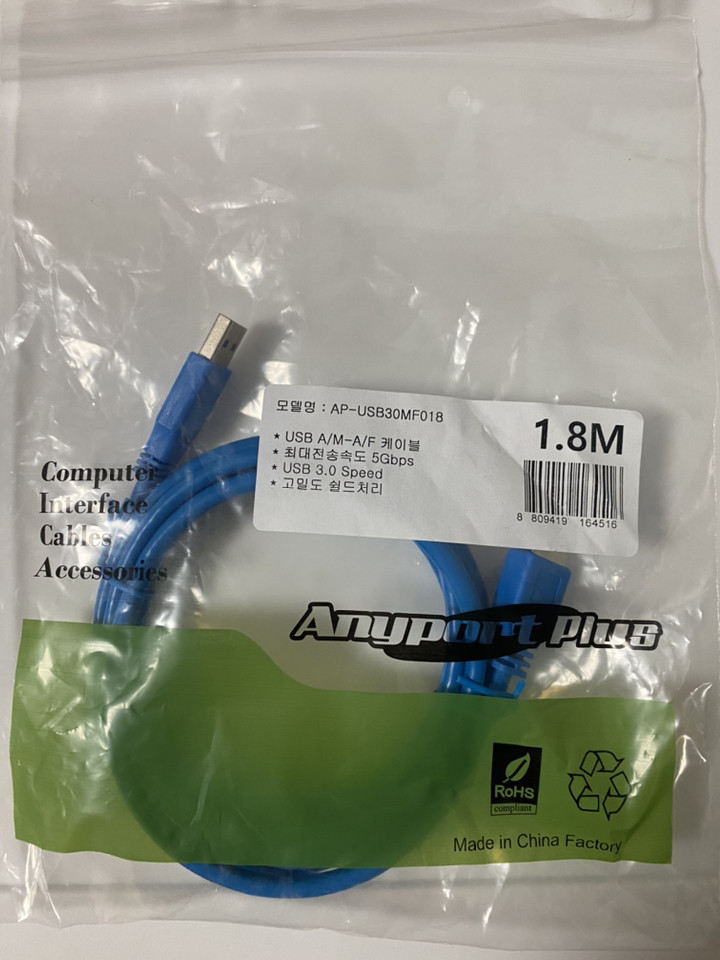 모델명 : AP-USB30MF018
1.8M
* USB A/M-A/F 케이블
* 최대전송속도 5Gbps
* USB 3.0 Speed
* 고밀도 쉴드처리
8 809419 164516
Computer
Interface
Cables
Accessories
Anyport Plus
RoHS
compliant
Made in China Factory